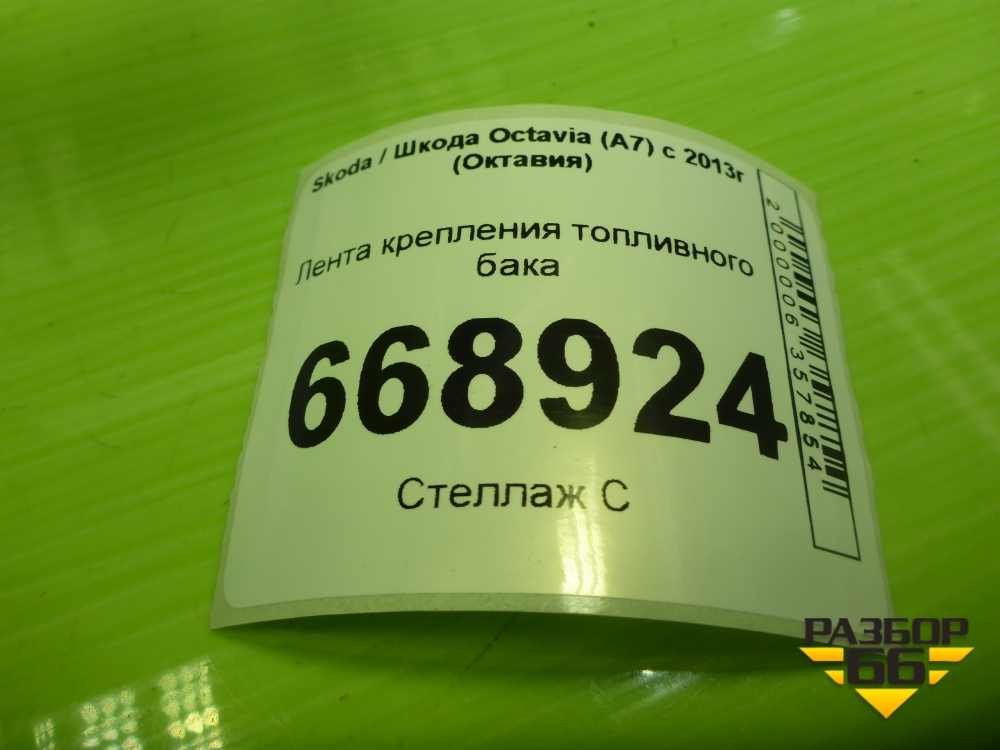 Skoda / Шкода Octavia (A7) с 2013г
(Октавия)
Лента крепления топливного
бака
668924
Стеллаж С
2000006357854
РАЗБОР
66